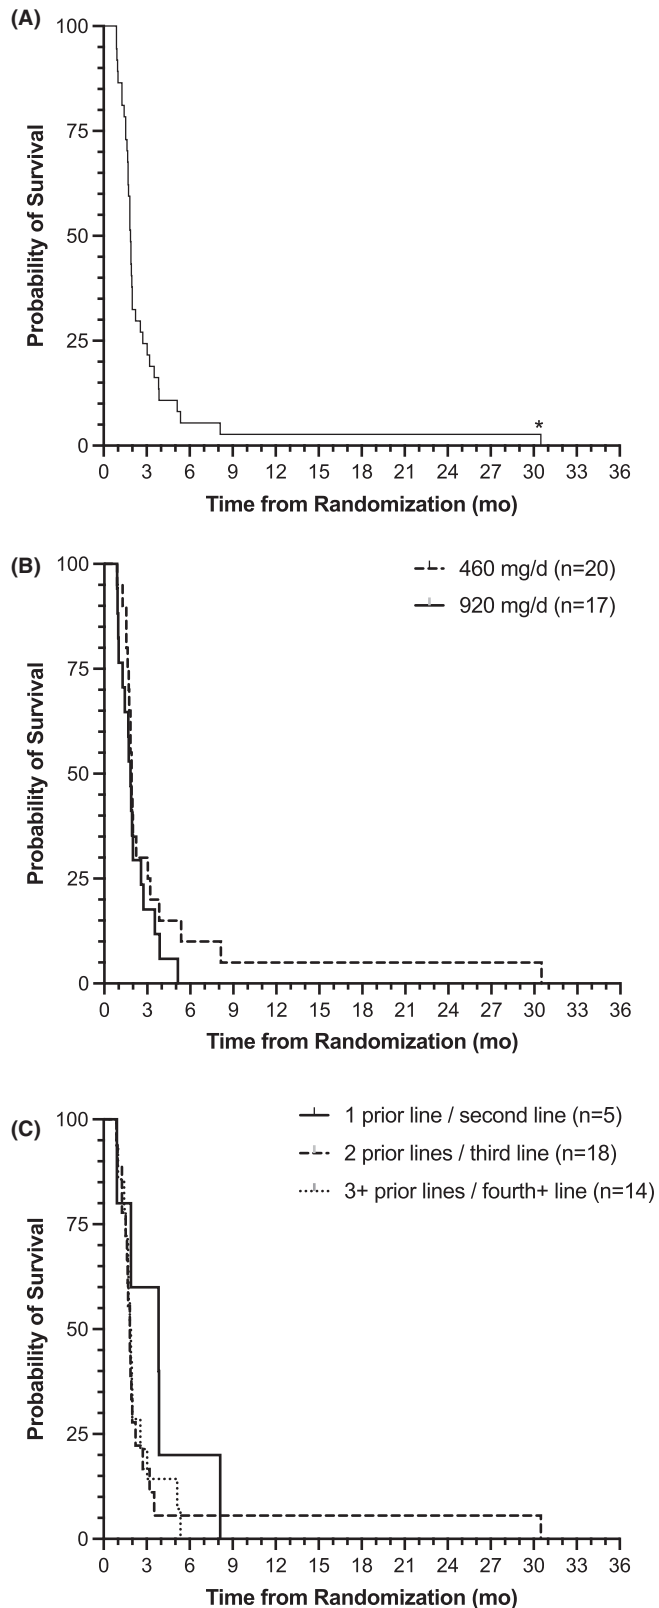 (A)
Probability of Survival
100
75
50
25
0
*
0 3 6 9 12 15 18 21 24 27 30 33 36
Time from Randomization (mo)
(B)
460 mg/d (n=20)
920 mg/d (n=17)
Probability of Survival
100
75
50
25
0
0 3 6 9 12 15 18 21 24 27 30 33 36
Time from Randomization (mo)
(C)
1 prior line / second line (n=5)
2 prior lines / third line (n=18)
3+ prior lines / fourth+ line (n=14)
Probability of Survival
100
75
50
25
0
0 3 6 9 12 15 18 21 24 27 30 33 36
Time from Randomization (mo)